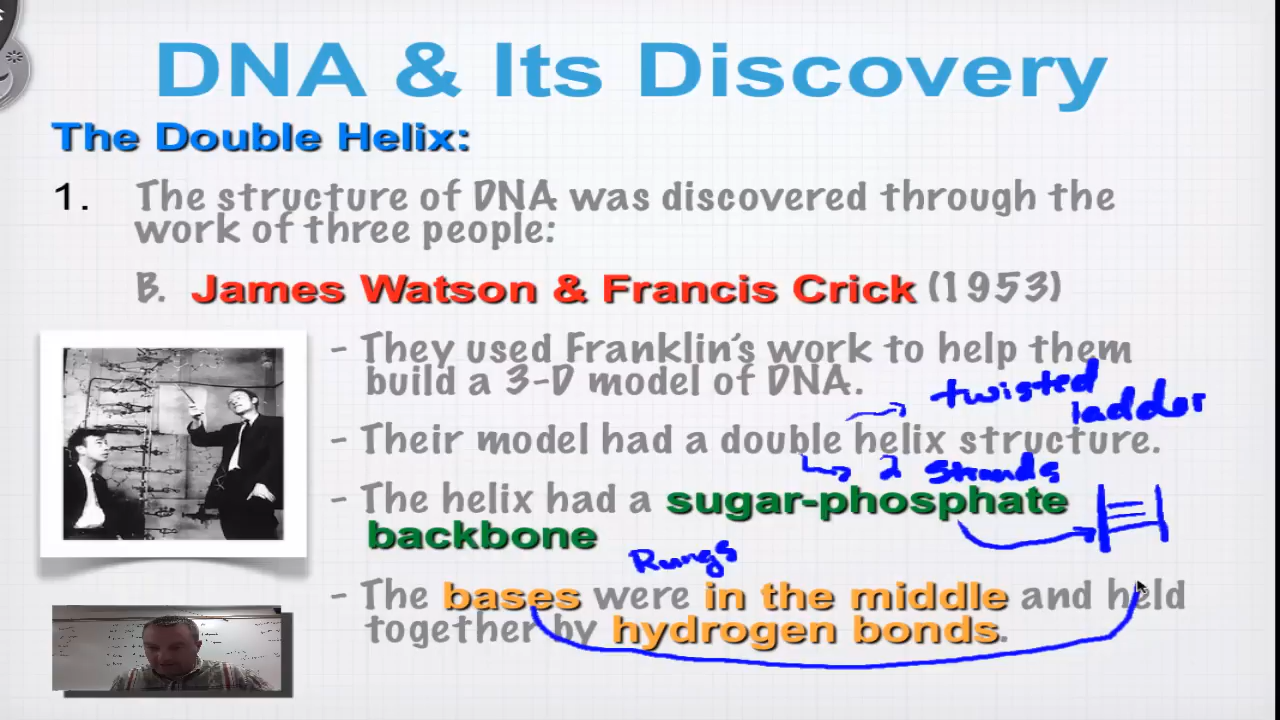 DNA & Its Discovery
The Double Helix:
1. The structure of DNA was discovered through the
work of three people:
B. James Watson & Francis Crick (1953)
- They used Franklin's work to help them
build a 3-D model of DNA.
twisted
ladder
- Their model had a double helix structure.
2 strands
- The helix had a sugar-phosphate
backbone
Rungs
- The bases were in the middle and held
together by hydrogen bonds.